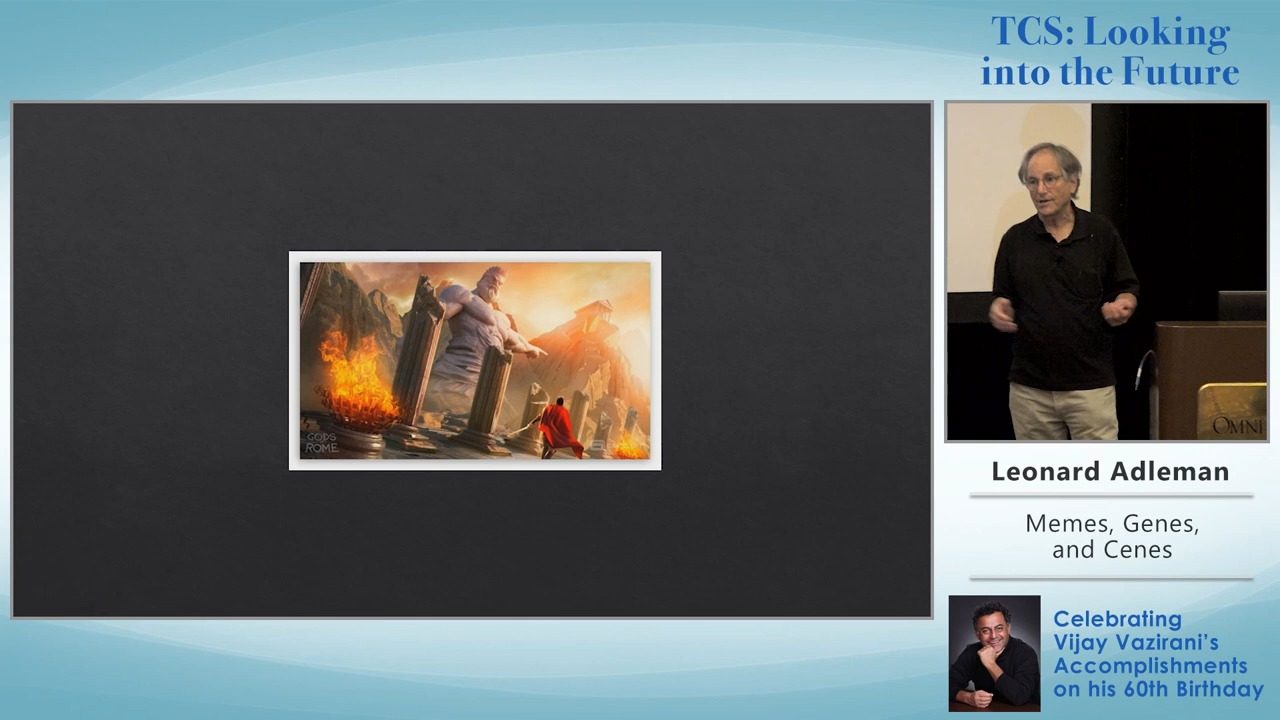 TCS: Looking
into the Future
GODS
ROME
OMNI
Leonard Adleman
Memes, Genes,
and Cenes
Celebrating
Vijay Vazirani's
Accomplishments
on his 60th Birthday